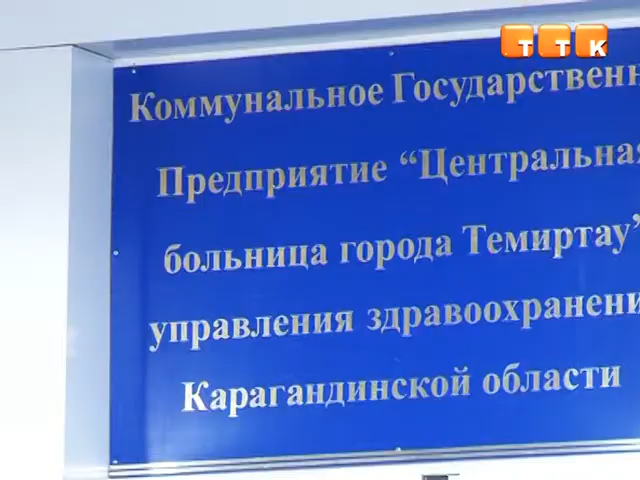 ТТК
Коммунальное Государственн
Предприятие “Центральная
больница города Темиртау”
управления здравоохранени
Карагандинской области